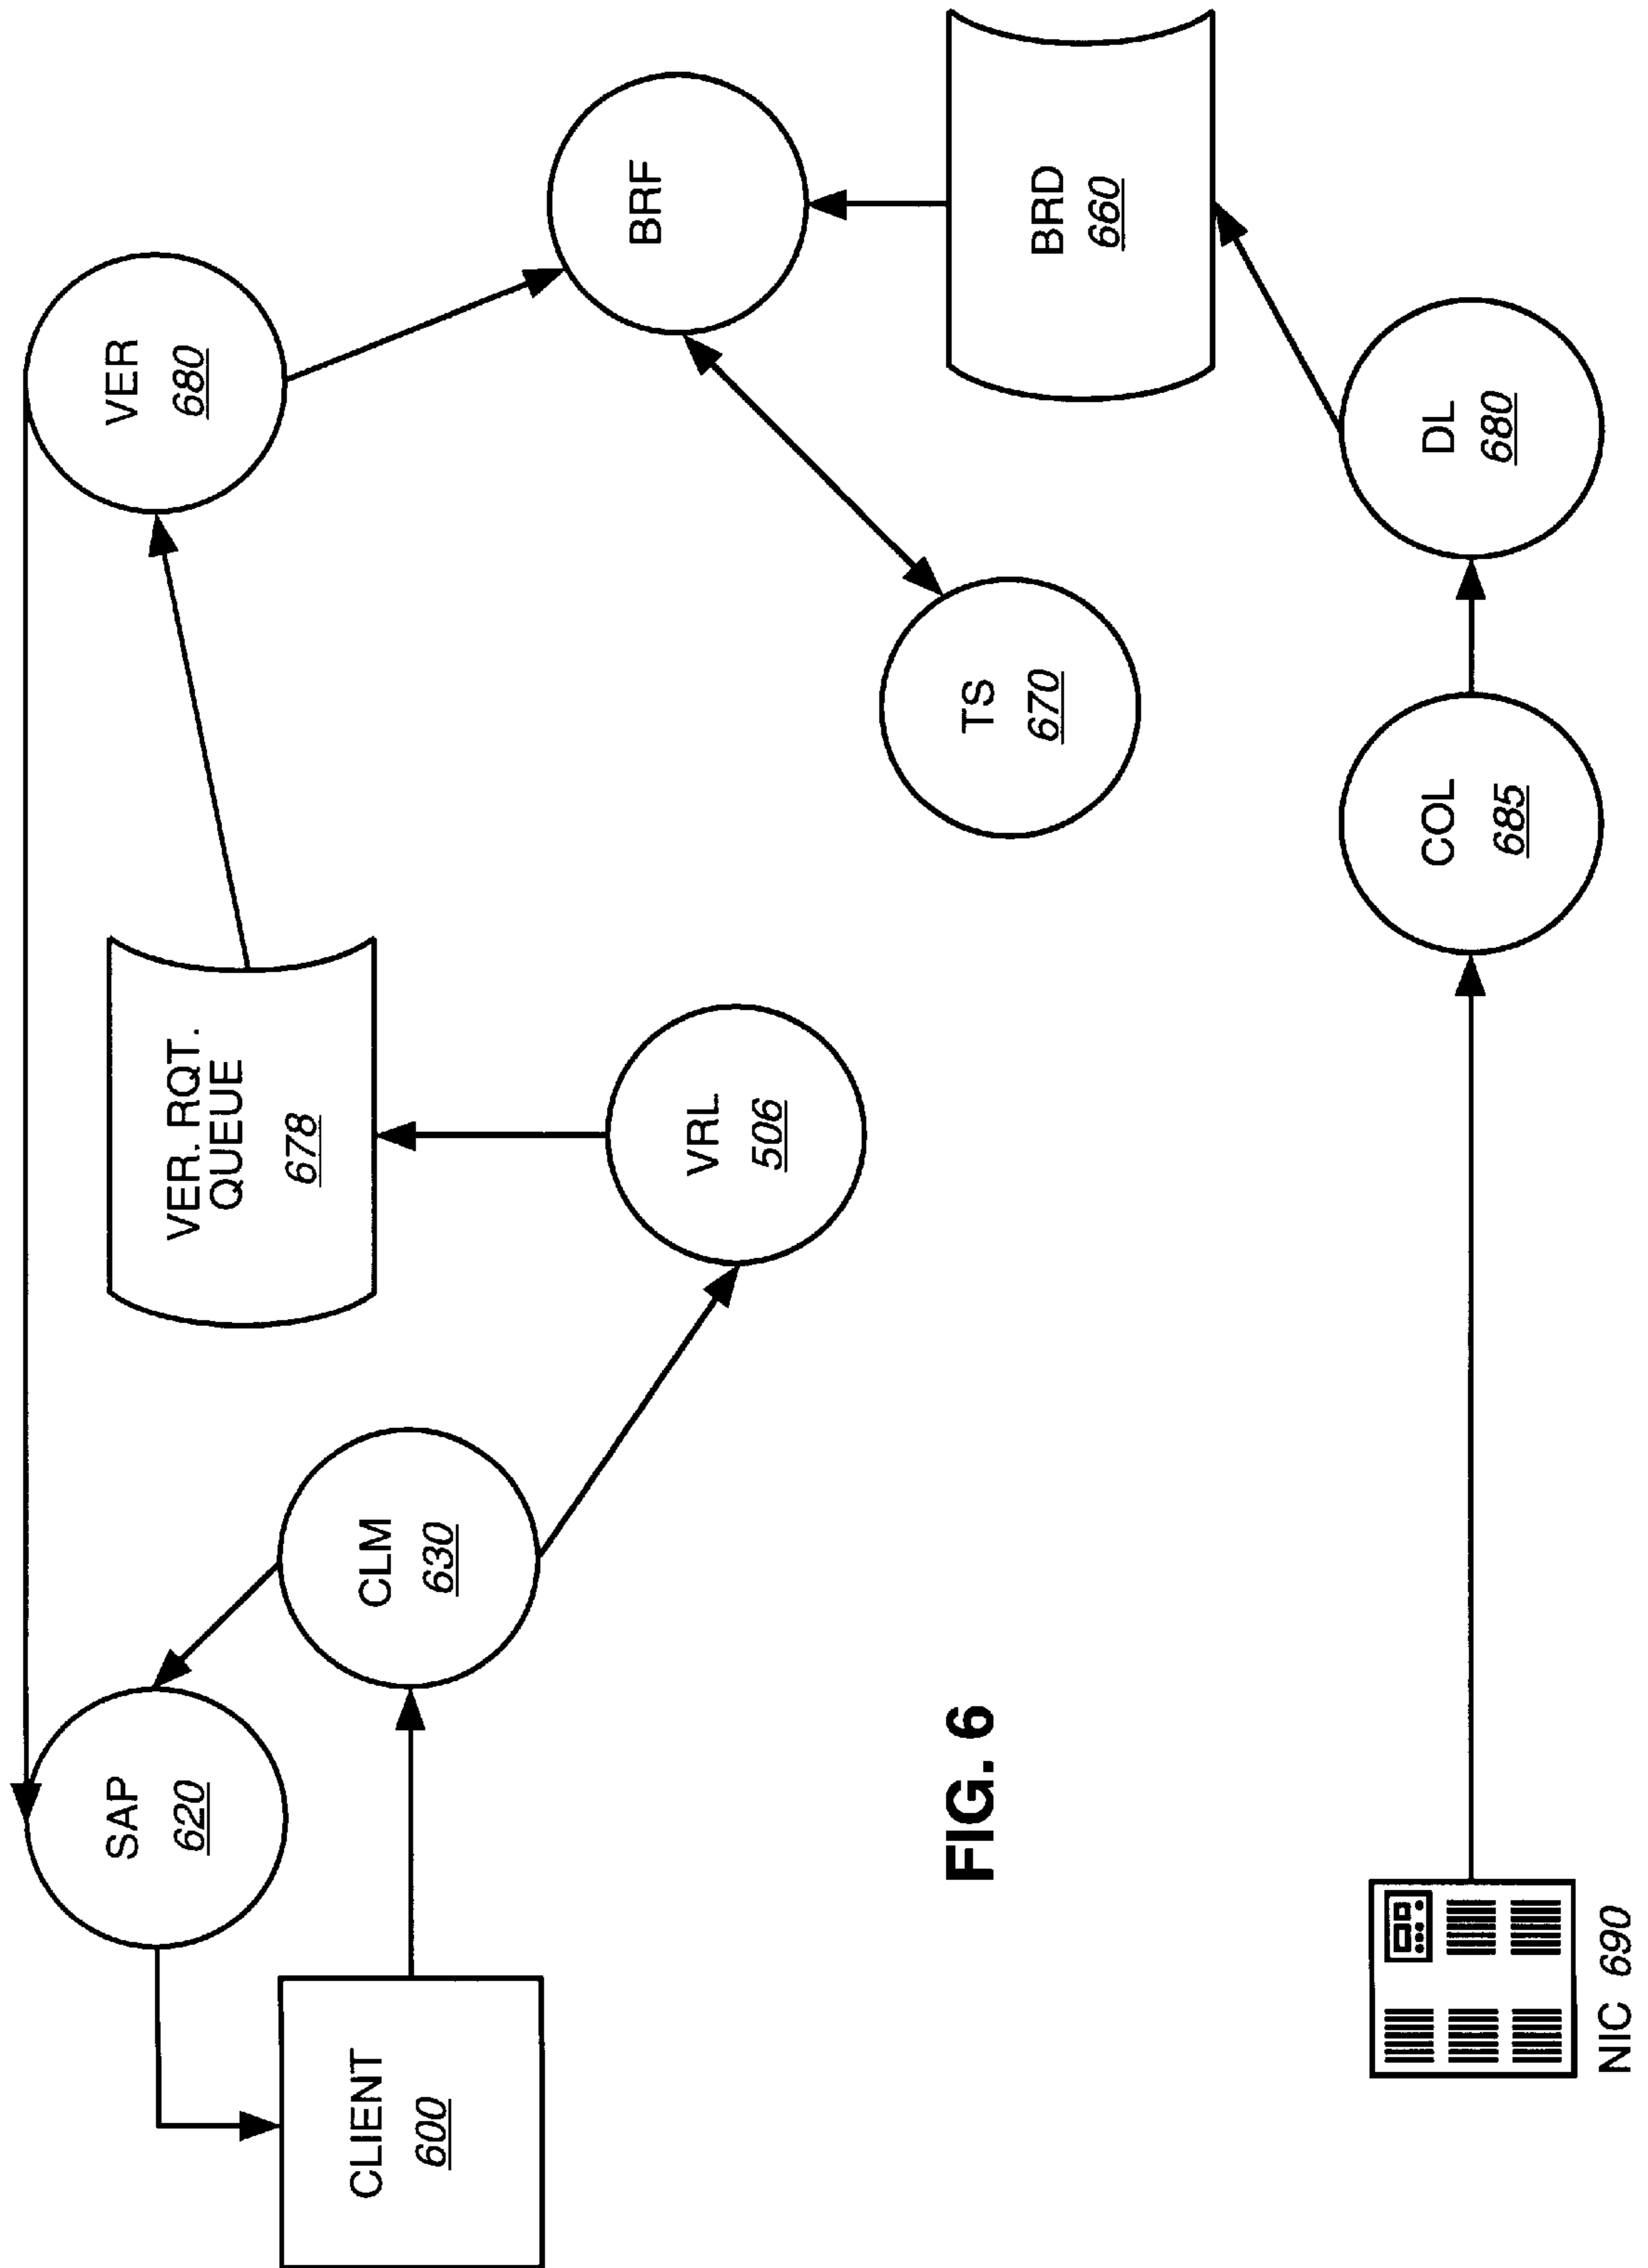 SAP
620
VER
680
VER. RQT.
QUEUE
678
CLIENT
600
CLM
630
VRL
506
BRF
TS
670
BRD
660
FIG. 6
NIC 690
COL
685
DL
680